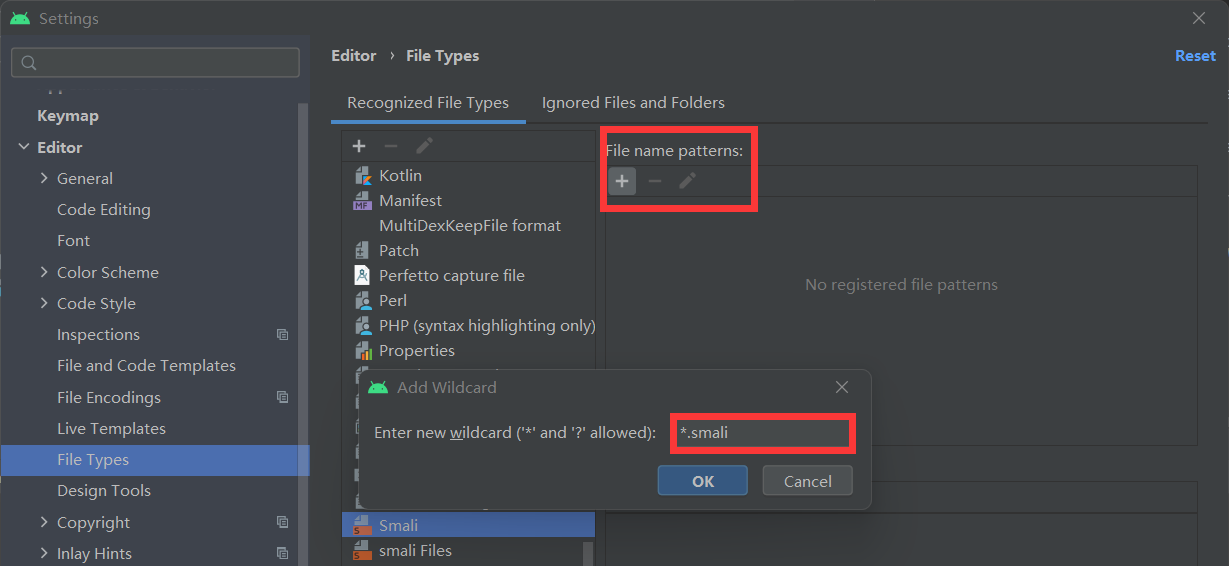 Settings
Editor › File Types
Reset
Keymap
Editor
General
Code Editing
Font
Color Scheme
Code Style
Inspections
File and Code Templates
File Encodings
Live Templates
File Types
Design Tools
Copyright
Inlay Hints
Recognized File Types
Ignored Files and Folders
Kotlin
MF
Manifest
MultiDexKeepFile format
Patch
Perfetto capture file
Perl
PHP (syntax highlighting only)
Properties
S
Smali
S
smali Files
File name patterns:
No registered file patterns
Add Wildcard
Enter new wildcard ('*' and '?' allowed):
*.smali
OK
Cancel